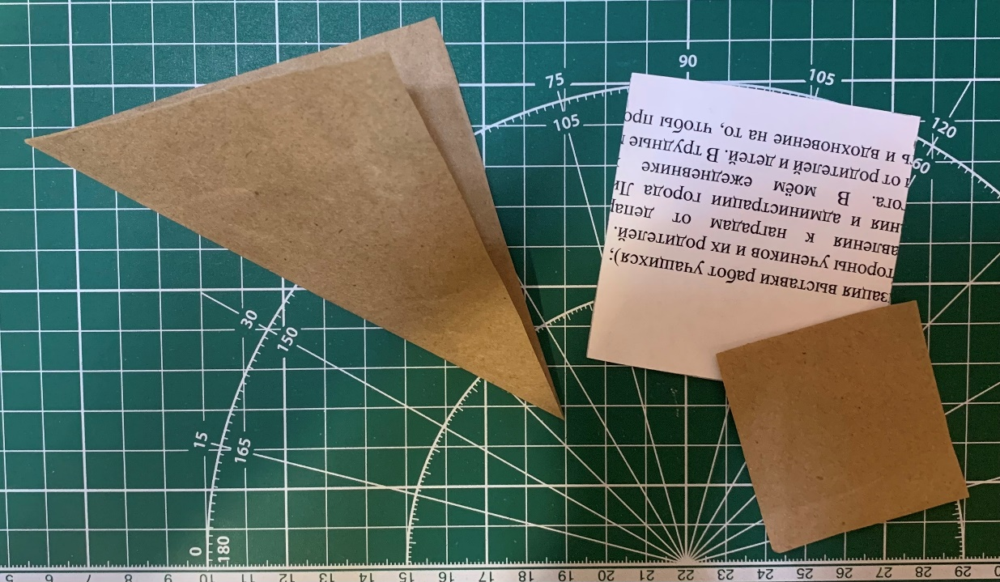 зация выставки работ учащихся);
тороны учеников и их родителей.
авления к наградам от депа
ния и администрации города Ли
гога. В моём ежедневнике
от родителей и детей. В трудные
ть и вдохновение на то, чтобы про
90
75
105
105
120
60
30
150
15
165
0
180
5 6 7 8 9 10 11 12 13 14 15 16 17 18 19 20 21 22 23 24 25 26 27 28 29